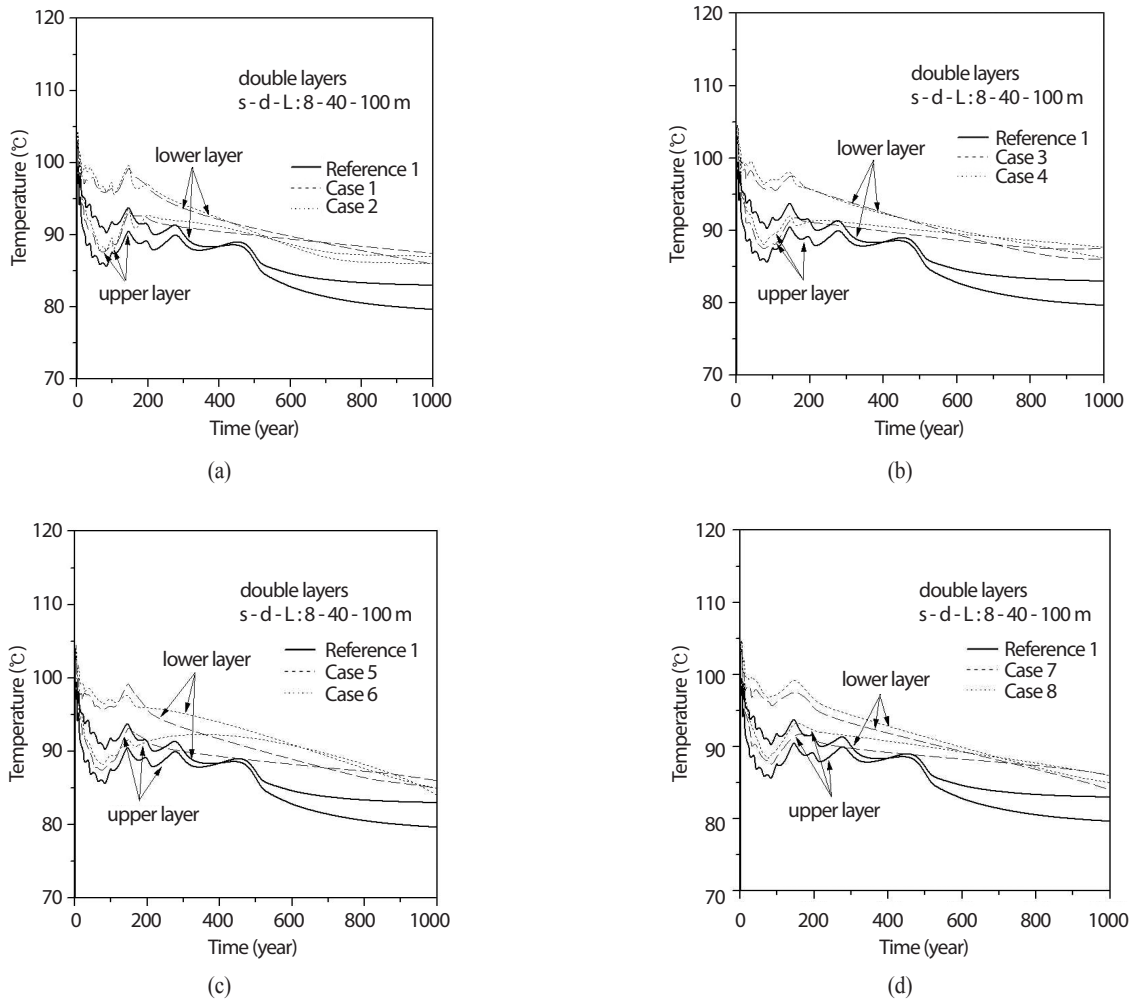 120
110
100
90
80
70
Temperature (℃)
double layers
s - d - L : 8 - 40 - 100 m
lower layer
Reference 1
Case 1
Case 2
upper layer
0 200 400 600 800 1000
Time (year)
(a)
120
110
100
90
80
70
Temperature (℃)
double layers
s - d - L : 8 - 40 - 100 m
lower layer
Reference 1
Case 3
Case 4
upper layer
0 200 400 600 800 1000
Time (year)
(b)
120
110
100
90
80
70
Temperature (℃)
double layers
s - d - L : 8 - 40 - 100 m
Reference 1
Case 5
Case 6
lower layer
upper layer
0 200 400 600 800 1000
Time (year)
(c)
120
110
100
90
80
70
Temperature (℃)
double layers
s - d - L : 8 - 40 - 100 m
Reference 1
Case 7
Case 8
lower layer
upper layer
0 200 400 600 800 1000
Time (year)
(d)